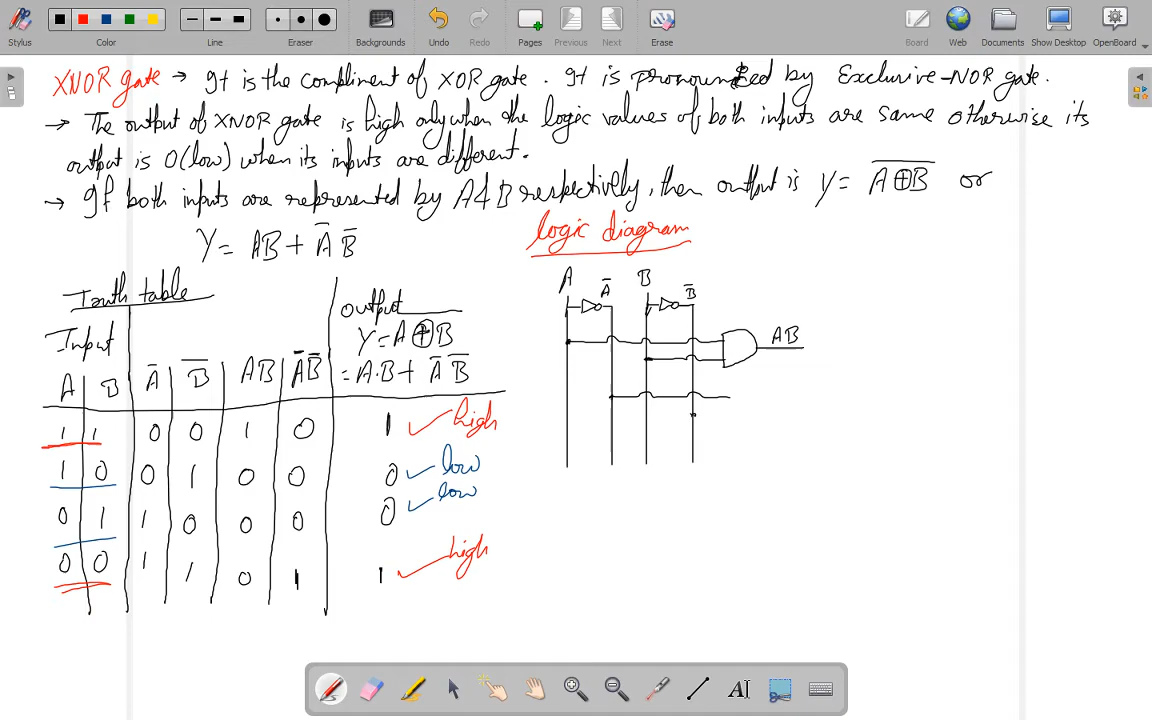 Stylus Color Line Eraser Backgrounds Undo Redo Pages Previous Next Erase Board Web Documents Show Desktop OpenBoard
XNOR gate → It is the compliment of XOR gate. It is pronounced by Exclusive-NOR gate.
→ The output of XNOR gate is high only when the logic values of both inputs are same otherwise its
output is 0(low) when its inputs are different.
→ If both inputs are represented by A & B respectively, then output is y = \overline{A⊕B} or
Y = AB + A̅ B̅
logic diagram
Truth table
Input
output
Y = A ⊕ B
A B A̅ B̅ AB A̅B̅ = A.B + A̅ B̅
1 1 0 0 1 0 1 high
1 0 0 1 0 0 0 low
0 1 1 0 0 0 0 low
0 0 1 1 0 1 1 high
A A̅ B B̅
AB